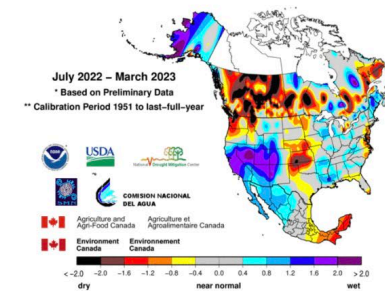 July 2022 – March 2023
* Based on Preliminary Data
** Calibration Period 1951 to last–full–year
NOAA
USDA
National Drought Mitigation Center
COMISION NACIONAL
DEL AGUA
Agriculture and Agriculture et
Agri-Food Canada Agroalimentaire Canada
Environment Environnement
Canada Canada
< –2.0 –2.0 –1.6 –1.2 –0.8 –0.4 0.0 0.4 0.8 1.2 1.6 2.0 > 2.0
dry near normal wet